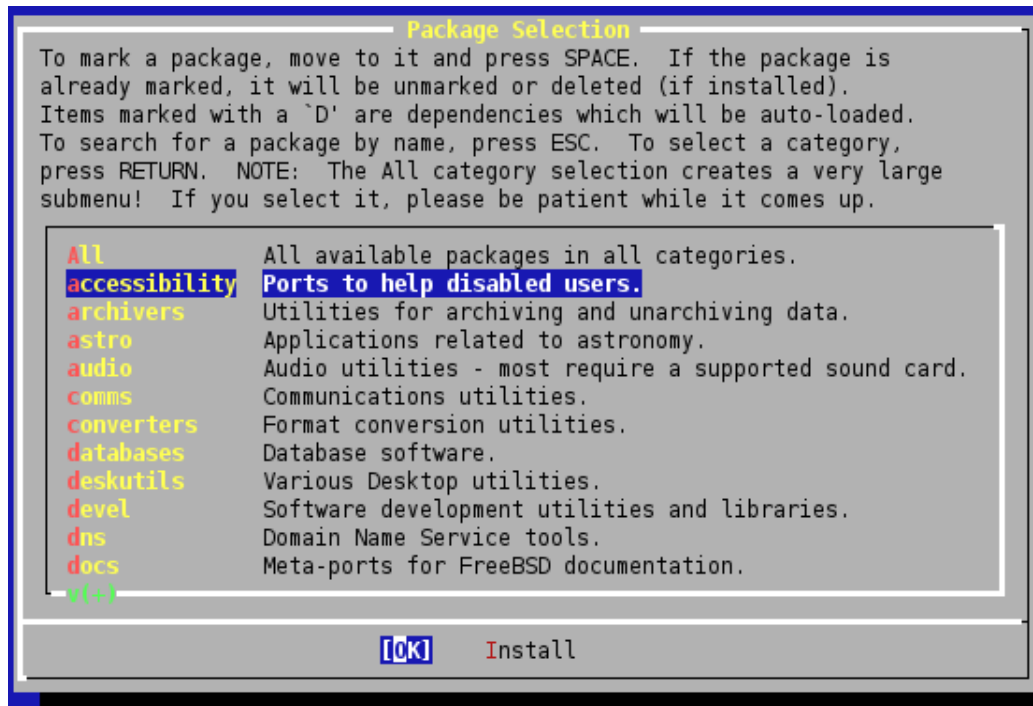 Package Selection
To mark a package, move to it and press SPACE.  If the package is
already marked, it will be unmarked or deleted (if installed).
Items marked with a `D' are dependencies which will be auto-loaded.
To search for a package by name, press ESC.  To select a category,
press RETURN.  NOTE:  The All category selection creates a very large
submenu!  If you select it, please be patient while it comes up.
All All available packages in all categories.
accessibility Ports to help disabled users.
archivers Utilities for archiving and unarchiving data.
astro Applications related to astronomy.
audio Audio utilities - most require a supported sound card.
comms Communications utilities.
converters Format conversion utilities.
databases Database software.
deskutils Various Desktop utilities.
devel Software development utilities and libraries.
dns Domain Name Service tools.
docs Meta-ports for FreeBSD documentation.
v(+)
[OK] Install